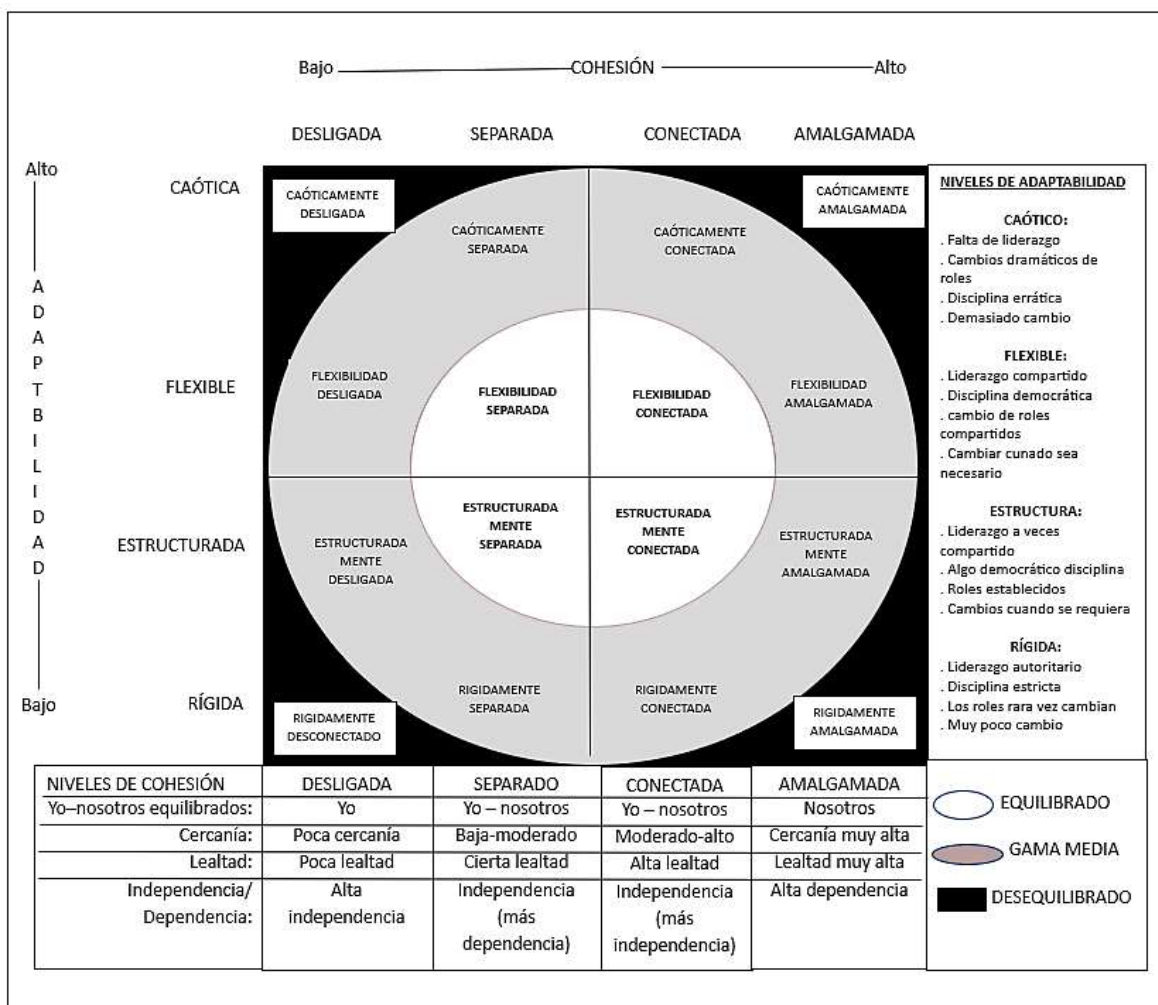 Bajo COHESIÓN Alto
DESLIGADA SEPARADA CONECTADA AMALGAMADA
Alto
A
D
A
P
T
B
I
L
I
D
A
D
Bajo
CAÓTICA
FLEXIBLE
ESTRUCTURADA
RÍGIDA
CAÓTICAMENTE
DESLIGADA
CAÓTICAMENTE
SEPARADA
CAÓTICAMENTE
CONECTADA
CAÓTICAMENTE
AMALGAMADA
FLEXIBILIDAD
DESLIGADA
FLEXIBILIDAD
SEPARADA
FLEXIBILIDAD
CONECTADA
FLEXIBILIDAD
AMALGAMADA
ESTRUCTURADA
MENTE
DESLIGADA
ESTRUCTURADA
MENTE
SEPARADA
ESTRUCTURADA
MENTE
CONECTADA
ESTRUCTURADA
MENTE
AMALGAMADA
RIGIDAMENTE
DESCONECTADO
RIGIDAMENTE
SEPARADA
RIGIDAMENTE
CONECTADA
RIGIDAMENTE
AMALGAMADA
NIVELES DE ADAPTABILIDAD
CAÓTICO:
. Falta de liderazgo
. Cambios dramáticos de
roles
. Disciplina errática
. Demasiado cambio
FLEXIBLE:
. Liderazgo compartido
. Disciplina democrática
. cambio de roles
compartidos
. Cambiar cunado sea
necesario
ESTRUCTURA:
. Liderazgo a veces
compartido
. Algo democrático disciplina
. Roles establecidos
. Cambios cuando se requiera
RÍGIDA:
. Liderazgo autoritario
. Disciplina estricta
. Los roles rara vez cambian
. Muy poco cambio
NIVELES DE COHESIÓN DESLIGADA SEPARADO CONECTADA AMALGAMADA
Yo–nosotros equilibrados: Yo Yo – nosotros Yo – nosotros Nosotros
Cercanía: Poca cercanía Baja-moderado Moderado-alto Cercanía muy alta
Lealtad: Poca lealtad Cierta lealtad Alta lealtad Lealtad muy alta
Independencia/ Alta Independencia Independencia Alta dependencia
Dependencia: independencia (más (más
dependencia) independencia)
EQUILIBRADO
GAMA MEDIA
DESEQUILIBRADO